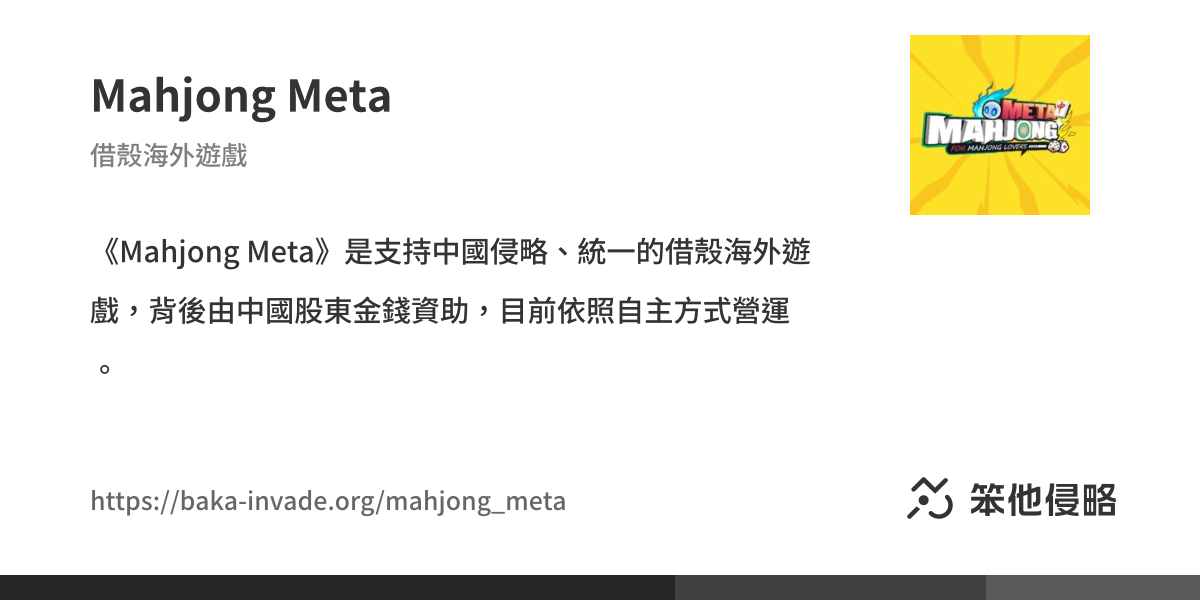 Mahjong Meta
借殼海外遊戲
META
中
MAHJONG
FOR MAHJONG LOVERS
《Mahjong Meta》是支持中國侵略、統一的借殼海外遊
戲，背後由中國股東金錢資助，目前依照自主方式營運
。
https://baka-invade.org/mahjong_meta
笨他侵略